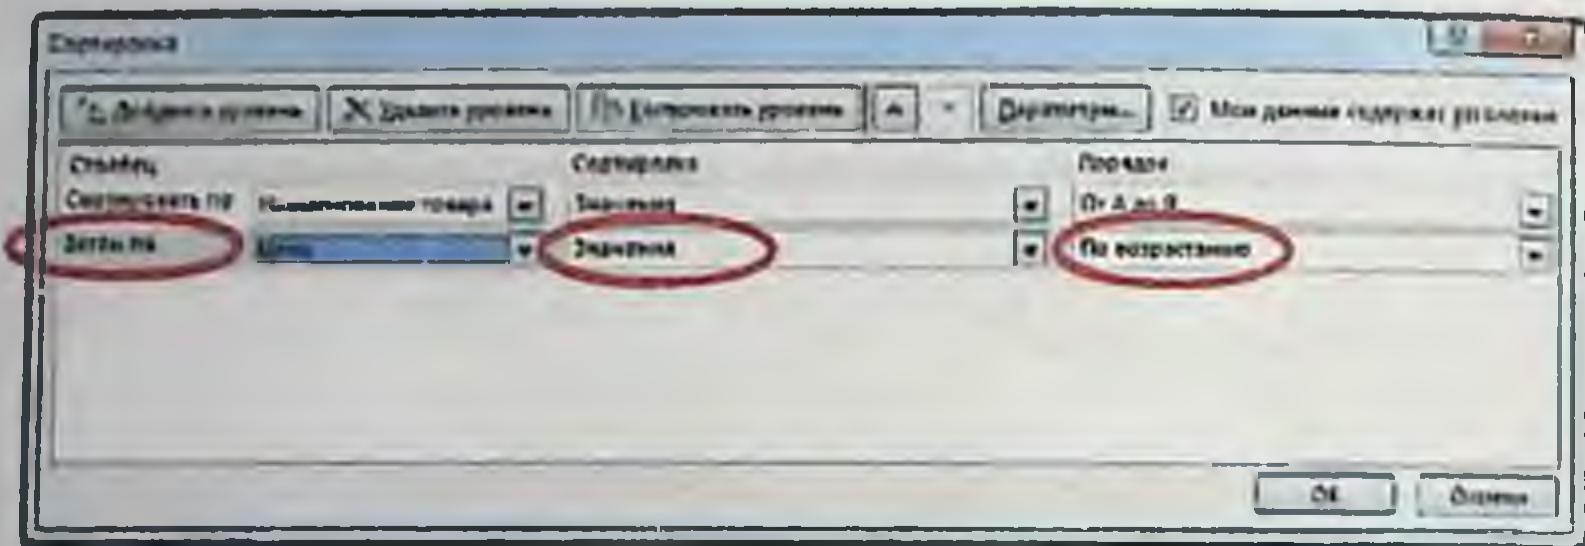 Сортировка
Добавить уровень Удалить уровень Копировать уровень Параметры... Мои данные содержат заголовки
Столбец Сортировка Порядок
Сортировать по Наименование товара Значения От А до Я
Затем по Цена Значения По возрастанию
ОК Отмена